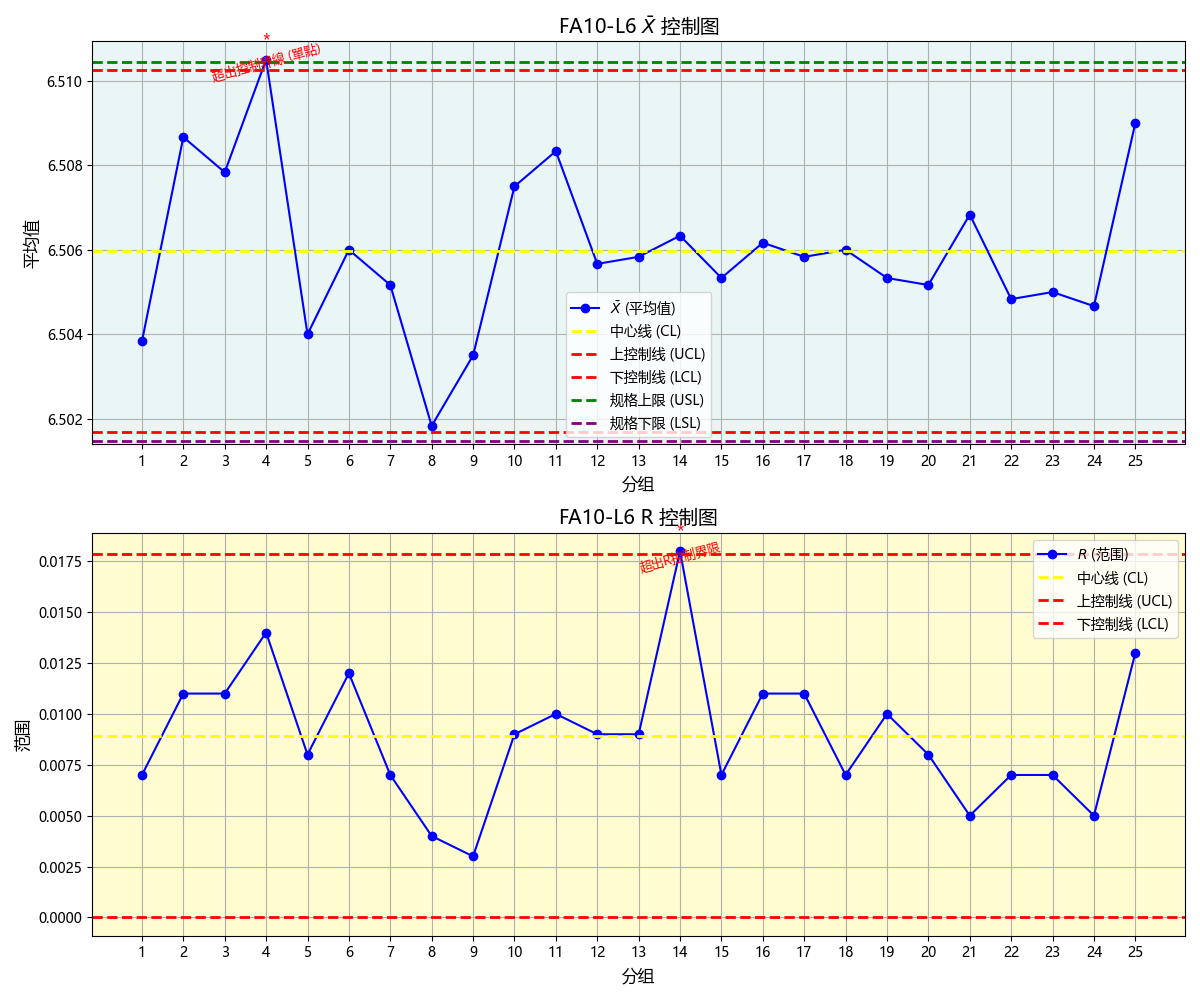 FA10-L6 X̄ 控制图
*
超出控制界線 (單點)
6.510
6.508
6.506
6.504
6.502
平均值
X̄ (平均值)
中心线 (CL)
上控制线 (UCL)
下控制线 (LCL)
规格上限 (USL)
规格下限 (LSL)
1 2 3 4 5 6 7 8 9 10 11 12 13 14 15 16 17 18 19 20 21 22 23 24 25
分组
FA10-L6 R 控制图
*
超出R控制界限
0.0175
0.0150
0.0125
0.0100
0.0075
0.0050
0.0025
0.0000
范围
R (范围)
中心线 (CL)
上控制线 (UCL)
下控制线 (LCL)
1 2 3 4 5 6 7 8 9 10 11 12 13 14 15 16 17 18 19 20 21 22 23 24 25
分组